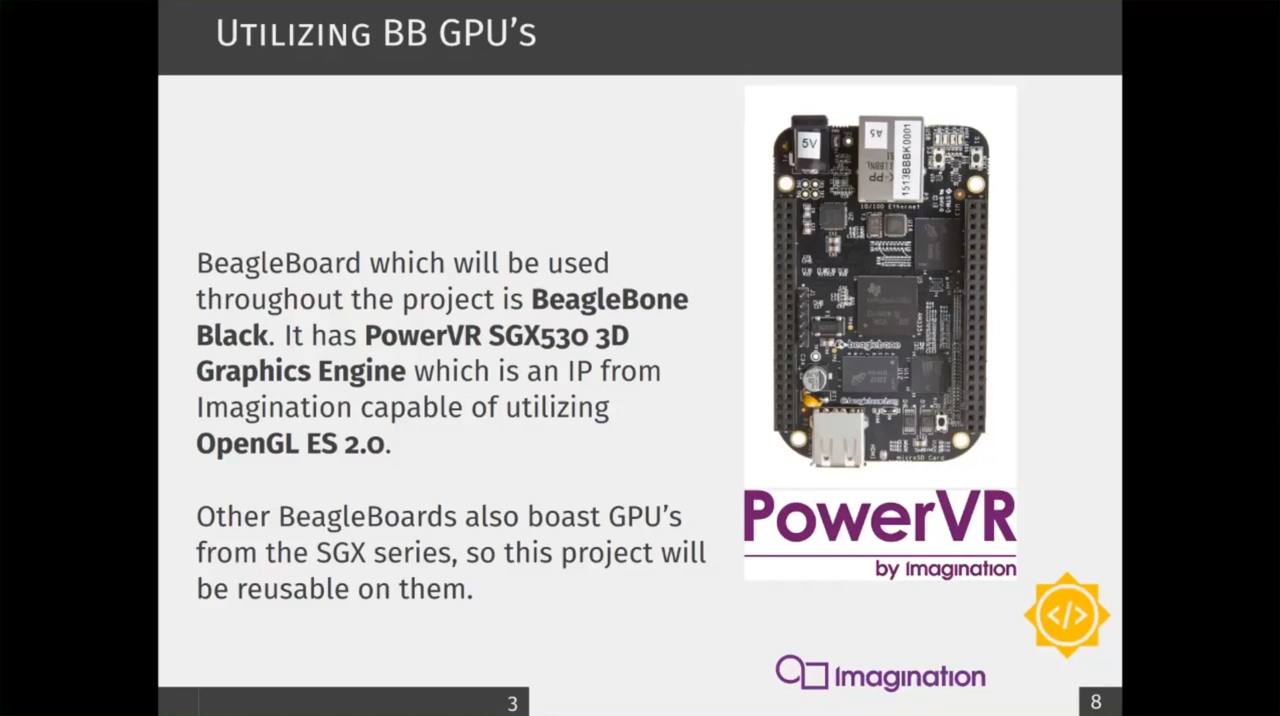 UTILIZING BB GPU'S
BeagleBoard which will be used
throughout the project is BeagleBone
Black. It has PowerVR SGX530 3D
Graphics Engine which is an IP from
Imagination capable of utilizing
OpenGL ES 2.0.
Other BeagleBoards also boast GPU's
from the SGX series, so this project will
be reusable on them.
5V
A5
1513BBBK0001
10/100 Ethernet
beaglebone
HDMI
microSD Card
PowerVR
by Imagination
</>
Imagination
3
8